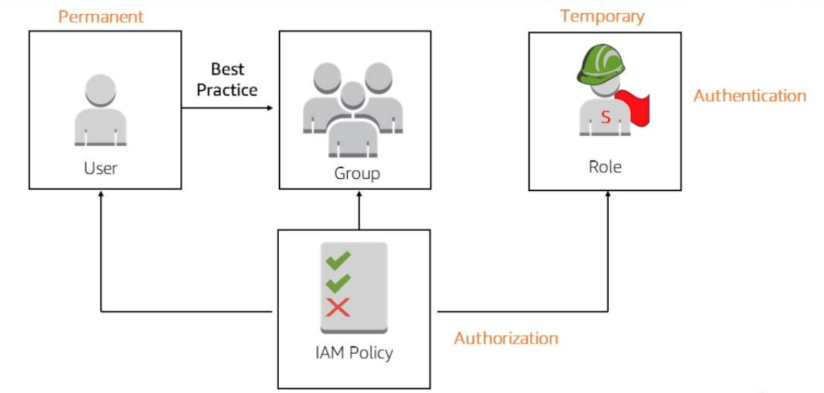 Permanent
Temporary
Best
Practice
Authentication
S
User
Group
Role
IAM Policy
Authorization